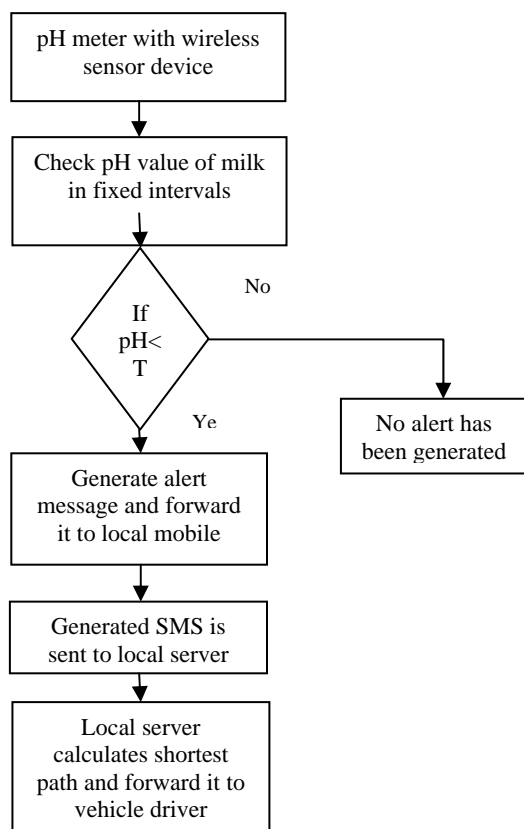 pH meter with wireless
sensor device
Check pH value of milk
in fixed intervals
No
If
pH<
T
Ye
No alert has
been generated
Generate alert
message and forward
it to local mobile
Generated SMS is
sent to local server
Local server
calculates shortest
path and forward it to
vehicle driver